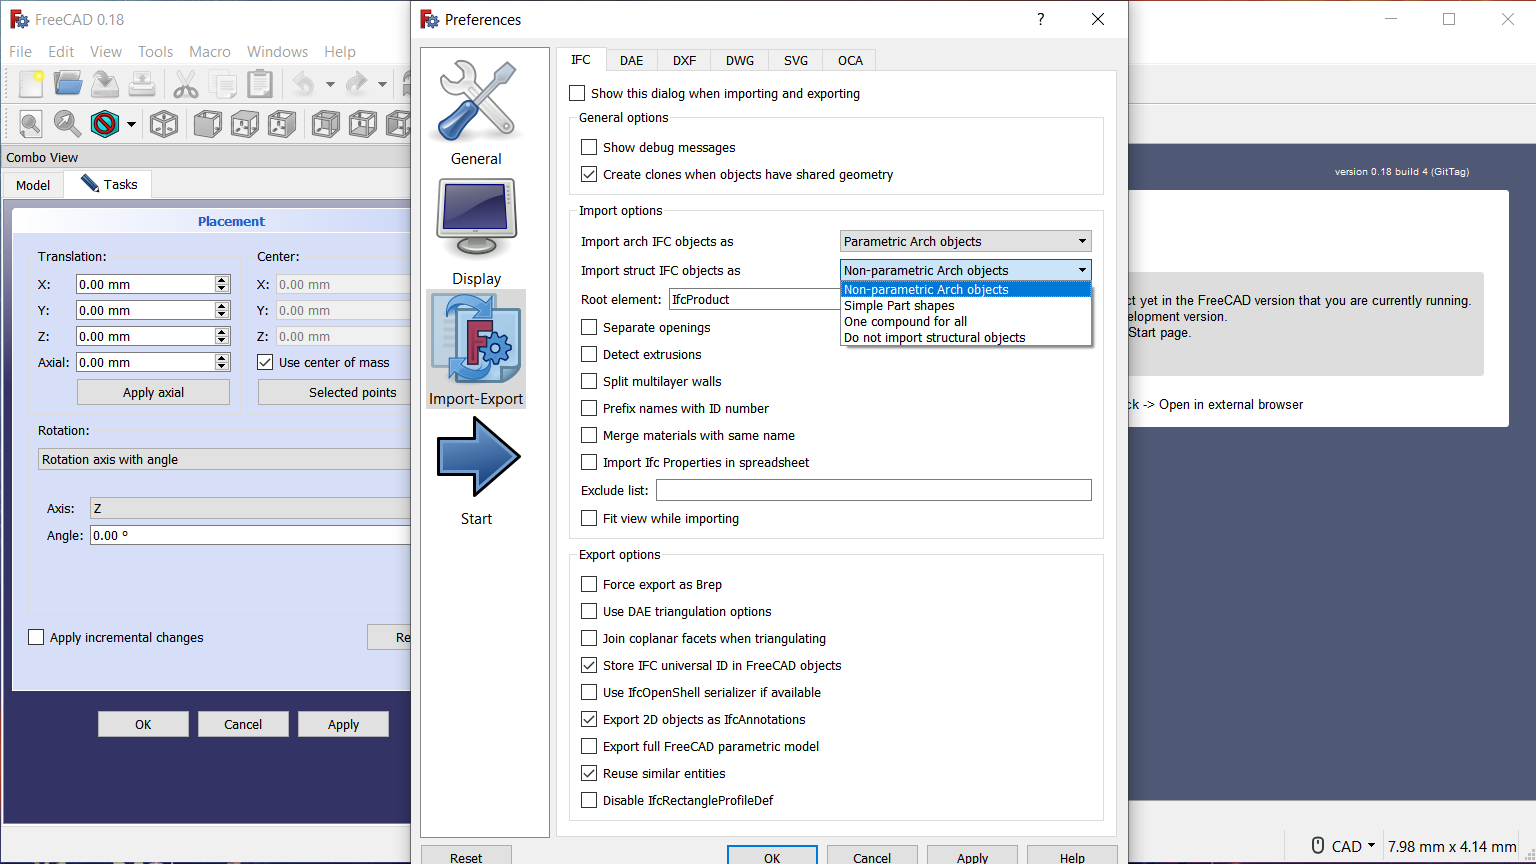 FreeCAD 0.18
File Edit View Tools Macro Windows Help
Combo View
Model Tasks
Placement
Translation: Center:
X: 0.00 mm X: 0.00 mm
Y: 0.00 mm Y: 0.00 mm
Z: 0.00 mm Z: 0.00 mm
Axial: 0.00 mm Use center of mass
Apply axial Selected points
Rotation:
Rotation axis with angle
Axis: Z
Angle: 0.00 °
Apply incremental changes Re
OK Cancel Apply
Preferences
General
Display
Import-Export
Start
IFC DAE DXF DWG SVG OCA
Show this dialog when importing and exporting
General options
Show debug messages
Create clones when objects have shared geometry
Import options
Import arch IFC objects as Parametric Arch objects
Import struct IFC objects as Non-parametric Arch objects
Non-parametric Arch objects
Simple Part shapes
One compound for all
Do not import structural objects
Root element: IfcProduct
Separate openings
Detect extrusions
Split multilayer walls
Prefix names with ID number
Merge materials with same name
Import Ifc Properties in spreadsheet
Exclude list:
Fit view while importing
Export options
Force export as Brep
Use DAE triangulation options
Join coplanar facets when triangulating
Store IFC universal ID in FreeCAD objects
Use IfcOpenShell serializer if available
Export 2D objects as IfcAnnotations
Export full FreeCAD parametric model
Reuse similar entities
Disable IfcRectangleProfileDef
Reset OK Cancel Apply Help
version 0.18 build 4 (GitTag)
ct yet in the FreeCAD version that you are currently running.
elopment version.
Start page.
ck -> Open in external browser
CAD 7.98 mm x 4.14 mm